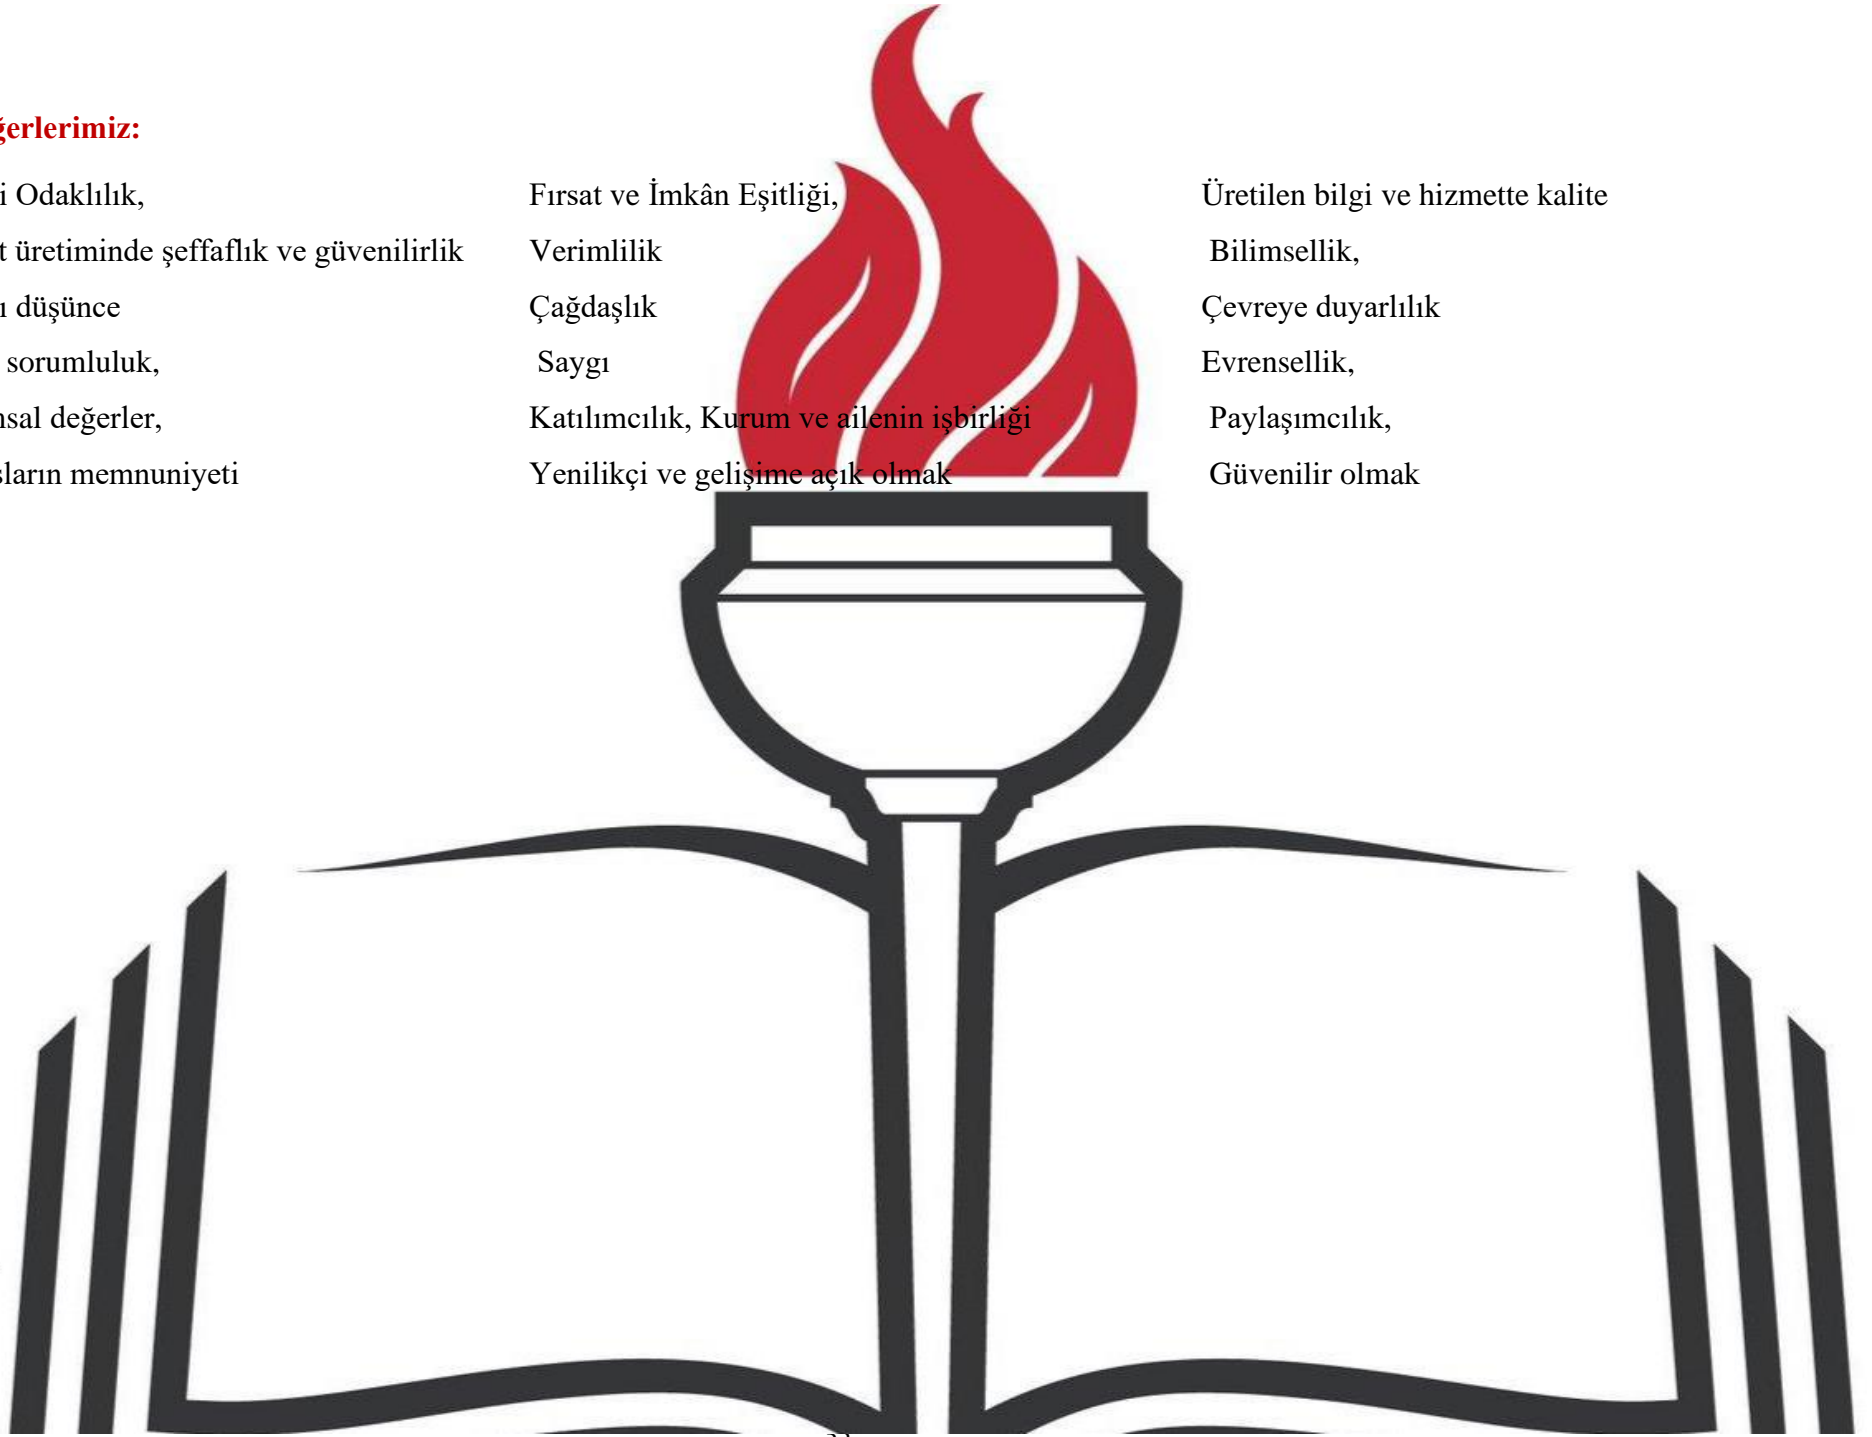 ğerlerimiz:
i Odaklılık, Fırsat ve İmkân Eşitliği, Üretilen bilgi ve hizmette kalite
t üretiminde şeffaflık ve güvenilirlik Verimlilik Bilimsellik,
ı düşünce Çağdaşlık Çevreye duyarlılık
sorumluluk, Saygı Evrensellik,
nsal değerler, Katılımcılık, Kurum ve ailenin işbirliği Paylaşımcılık,
sların memnuniyeti Yenilikçi ve gelişime açık olmak Güvenilir olmak